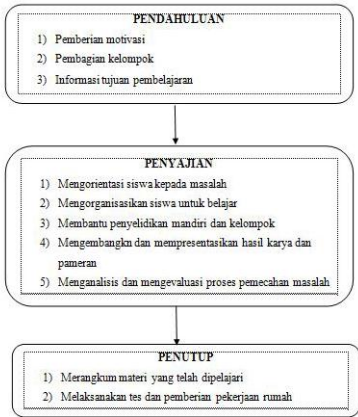 PENDAHULUAN
1) Pemberian motivasi
2) Pembagian kelompok
3) Informasi tujuan pembelajaran
PENYAJIAN
1) Mengorientasi siswa kepada masalah
2) Mengorganisasikan siswa untuk belajar
3) Membantu penyelidikan mandiri dan kelompok
4) Mengembangkn dan mempresentasikan hasil karya dan
pameran
5) Menganalisis dan mengevaluasi proses pemecahan masalah
PENUTUP
1) Merangkum materi yang telah dipelajari
2) Melaksanakan tes dan pemberian pekerjaan rumah